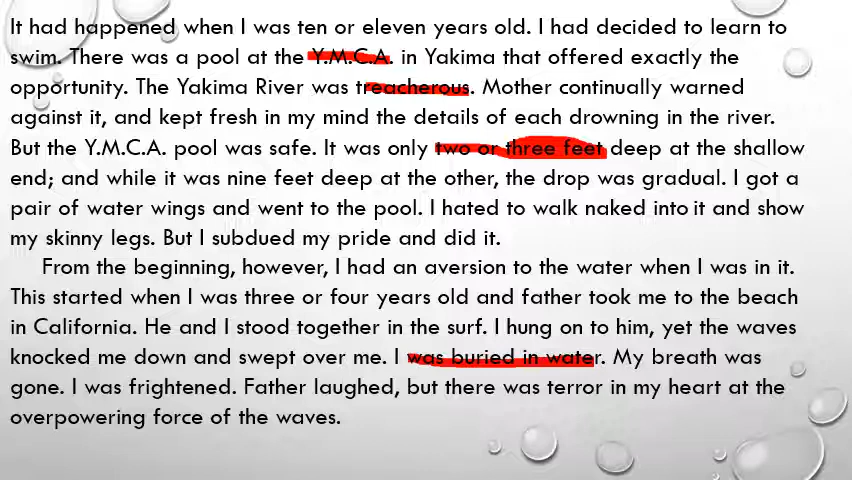 It had happened when I was ten or eleven years old. I had decided to learn to
swim. There was a pool at the Y.M.C.A. in Yakima that offered exactly the
opportunity. The Yakima River was treacherous. Mother continually warned
against it, and kept fresh in my mind the details of each drowning in the river.
But the Y.M.C.A. pool was safe. It was only two or three feet deep at the shallow
end; and while it was nine feet deep at the other, the drop was gradual. I got a
pair of water wings and went to the pool. I hated to walk naked into it and show
my skinny legs. But I subdued my pride and did it.
From the beginning, however, I had an aversion to the water when I was in it.
This started when I was three or four years old and father took me to the beach
in California. He and I stood together in the surf. I hung on to him, yet the waves
knocked me down and swept over me. I was buried in water. My breath was
gone. I was frightened. Father laughed, but there was terror in my heart at the
overpowering force of the waves.